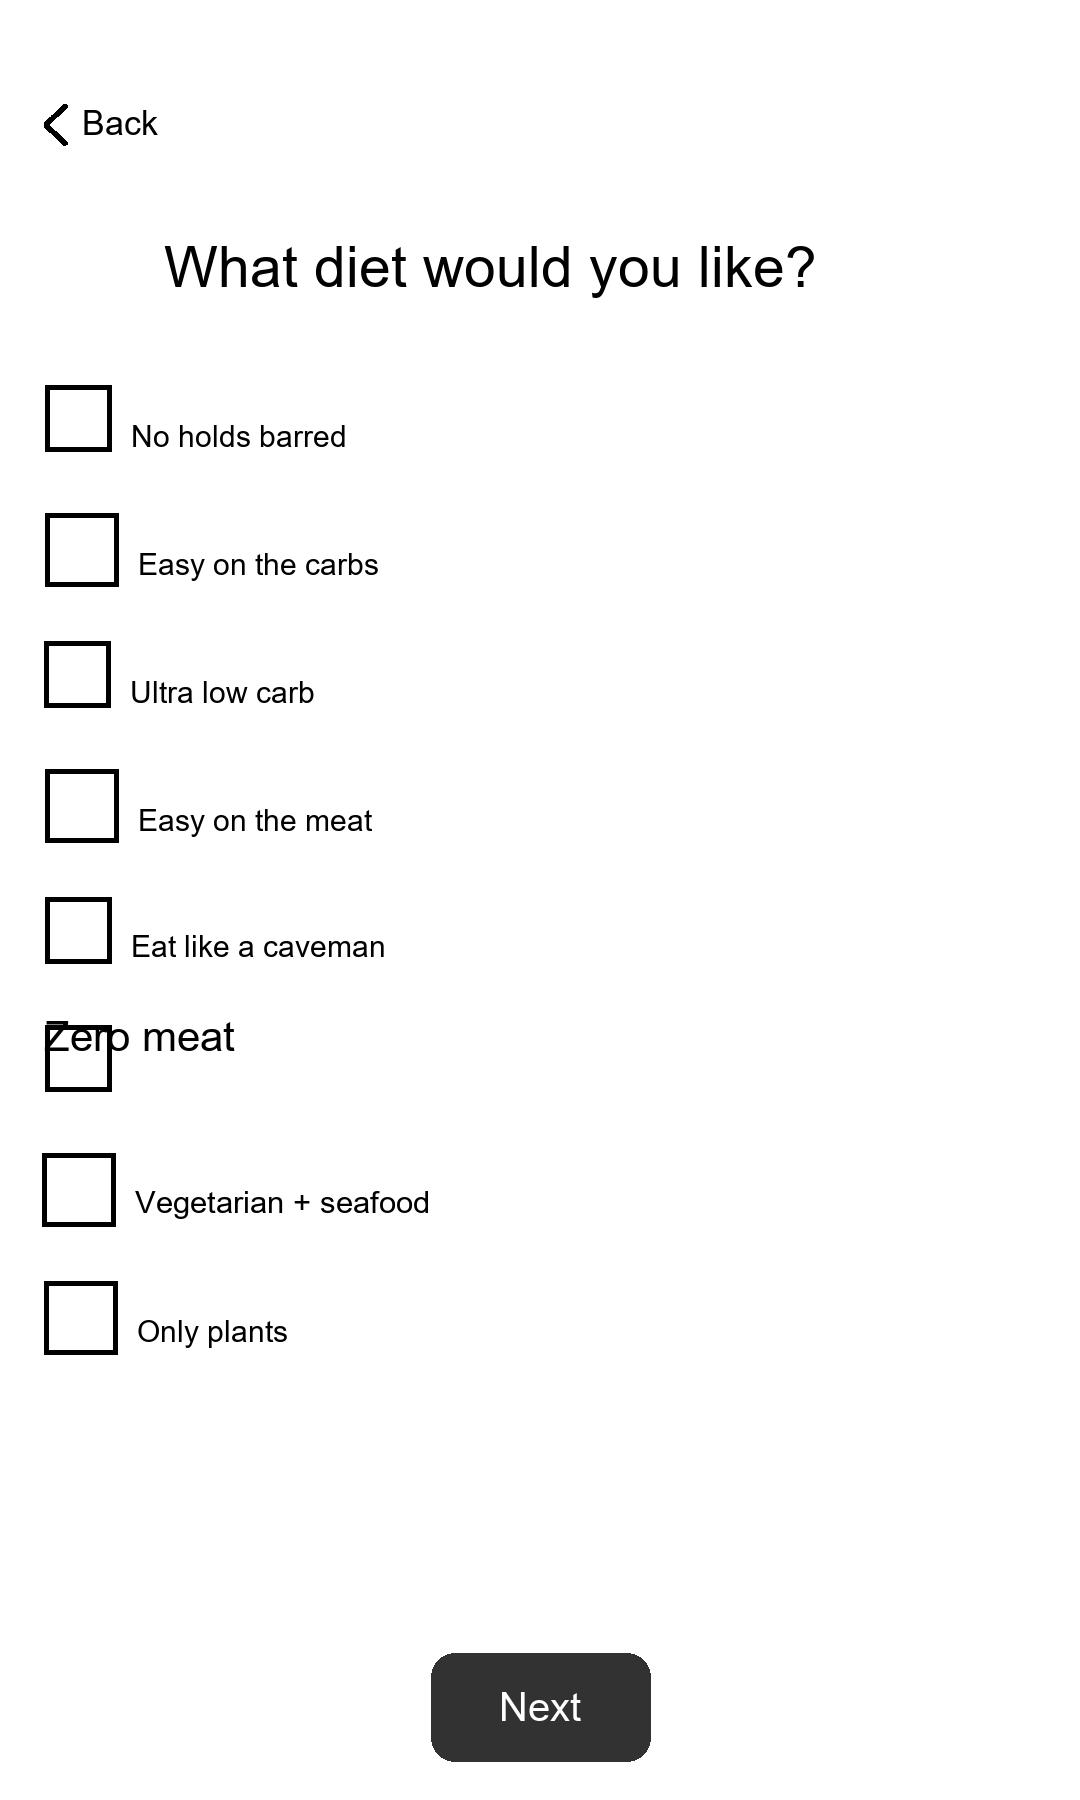 Back
What diet would you like?
No holds barred
Easy on the carbs
Ultra low carb
Easy on the meat
Eat like a caveman
Zero meat
Vegetarian + seafood
Only plants
Next